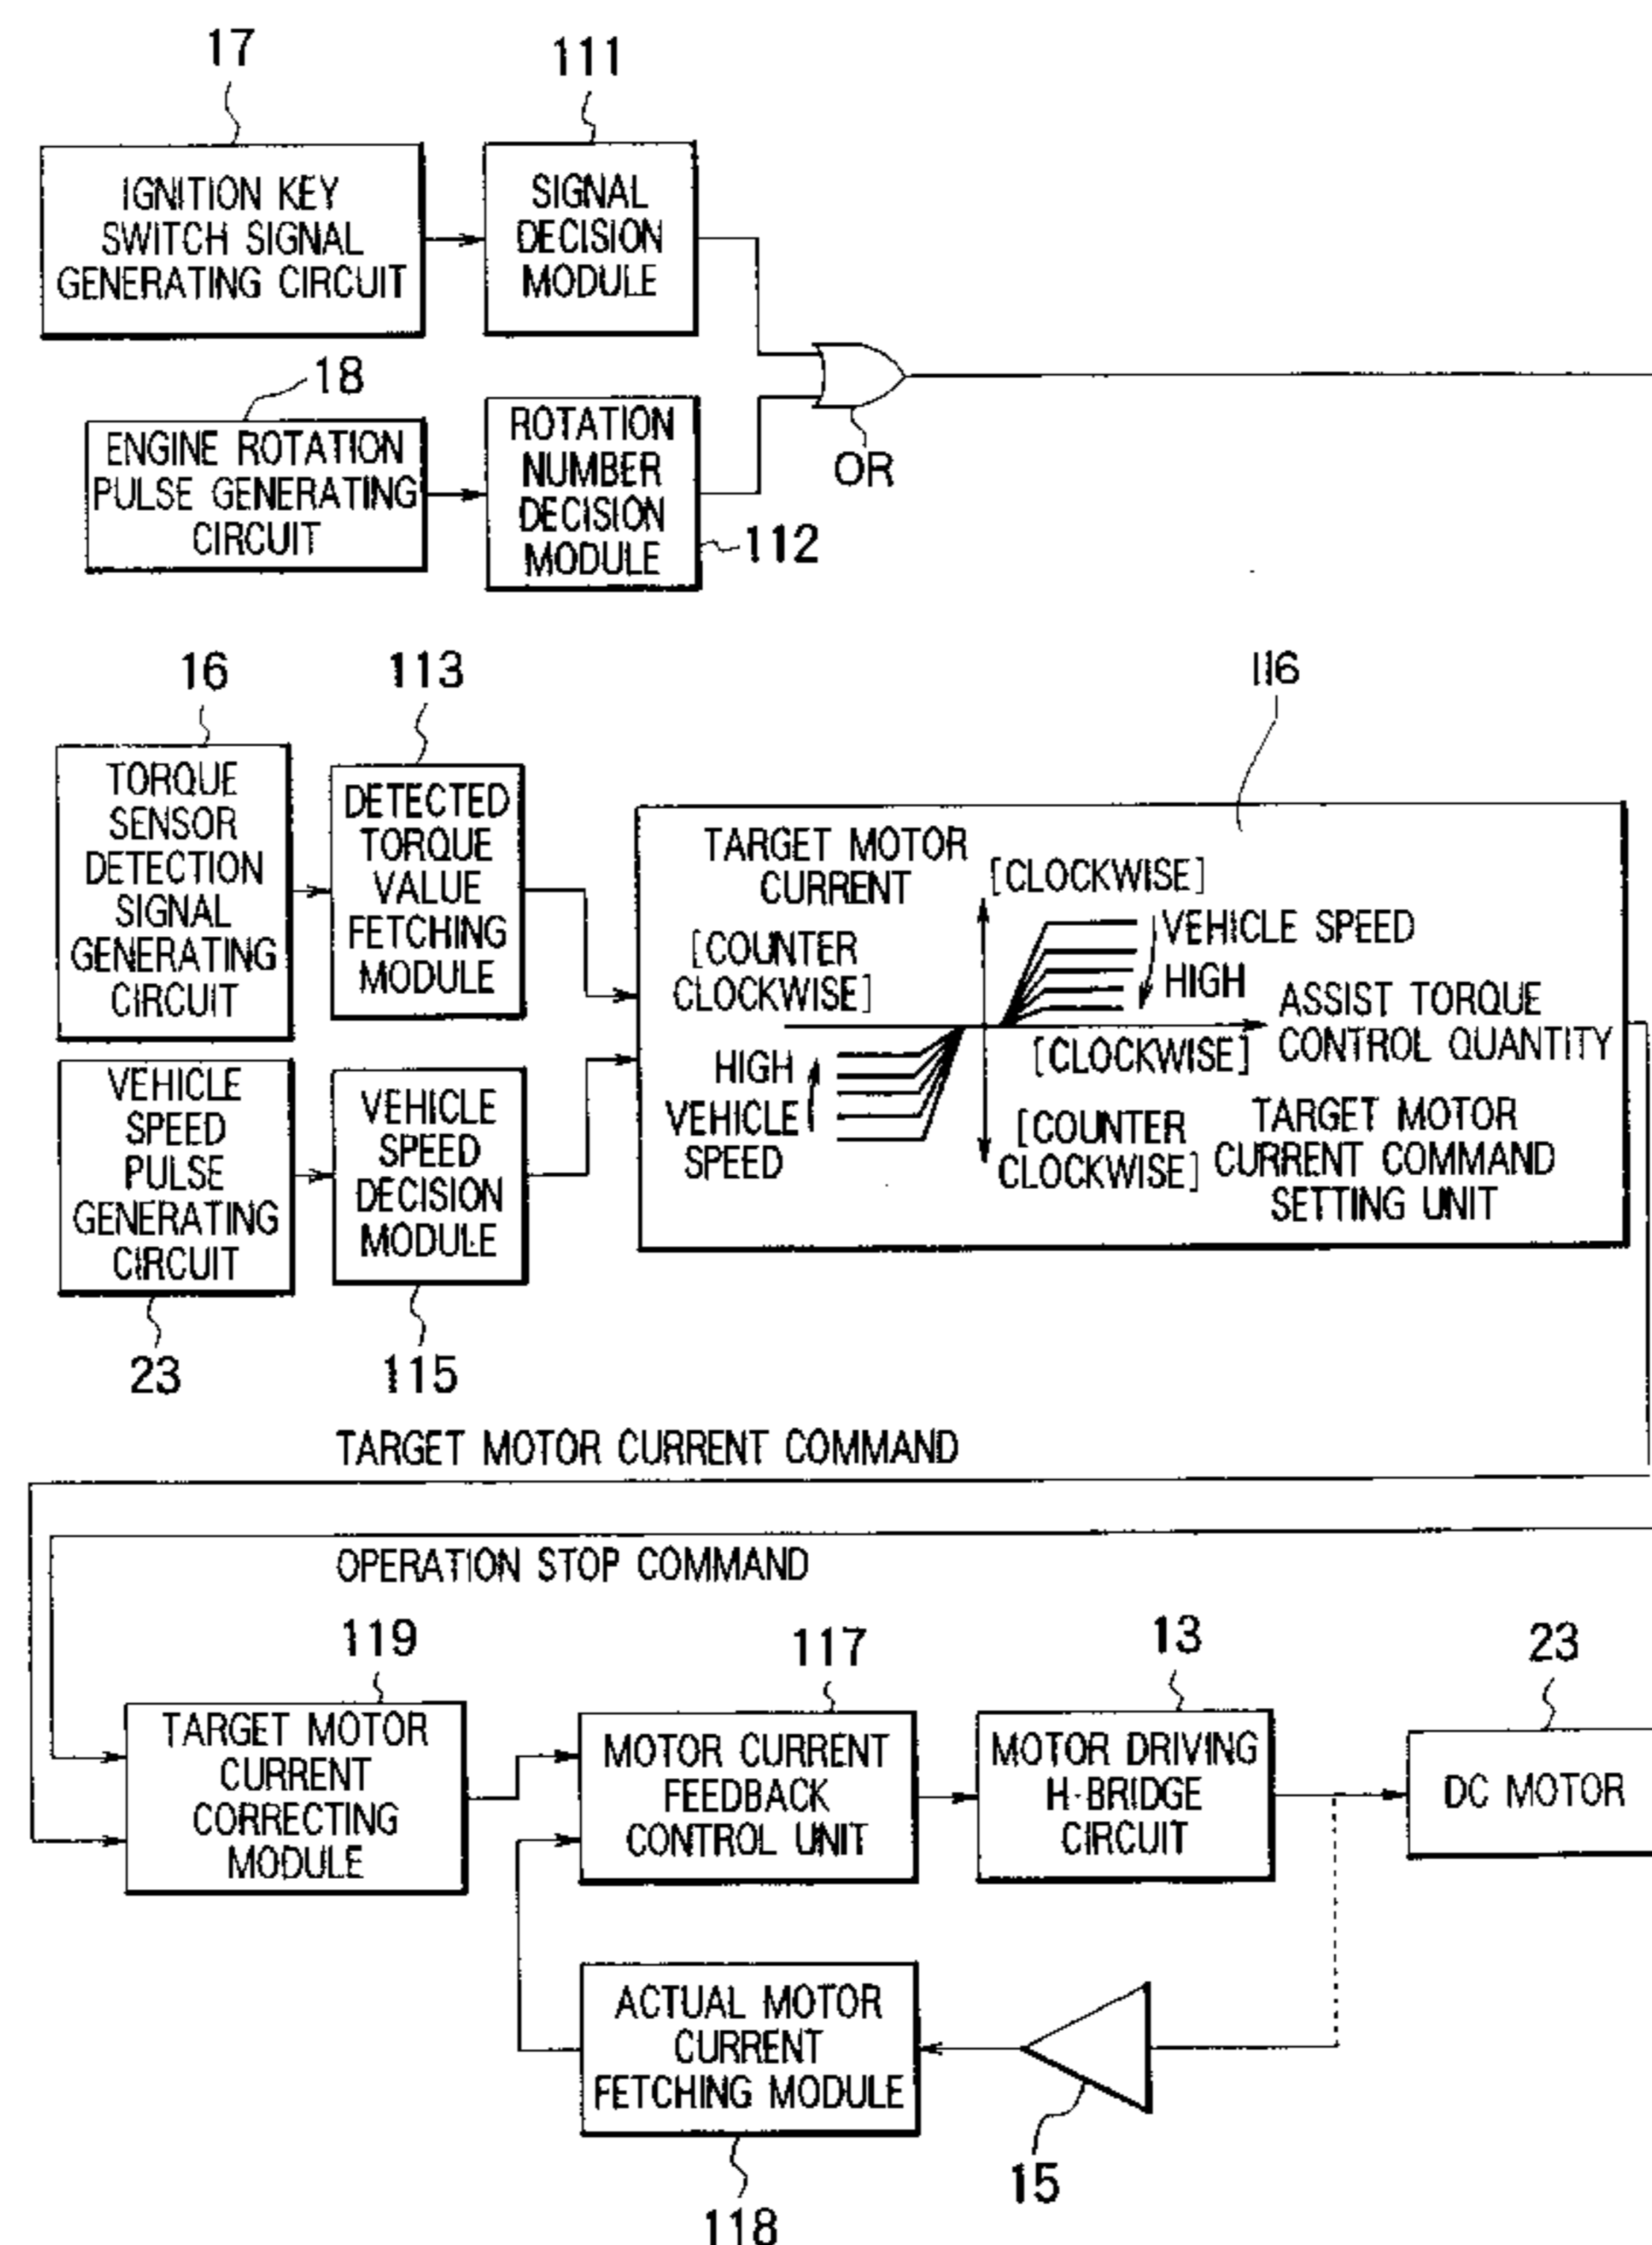 17
111
IGNITION KEY
SWITCH SIGNAL
GENERATING CIRCUIT
SIGNAL
DECISION
MODULE
18
ENGINE ROTATION
PULSE GENERATING
CIRCUIT
ROTATION
NUMBER
DECISION
MODULE
112
OR
16
113
116
TORQUE
SENSOR
DETECTION
SIGNAL
GENERATING
CIRCUIT
DETECTED
TORQUE
VALUE
FETCHING
MODULE
TARGET MOTOR
CURRENT
[CLOCKWISE]
[COUNTER
CLOCKWISE]
VEHICLE SPEED
HIGH
ASSIST TORQUE
CONTROL QUANTITY
[CLOCKWISE]
HIGH
VEHICLE
SPEED
[COUNTER
CLOCKWISE]
TARGET MOTOR
CURRENT COMMAND
SETTING UNIT
VEHICLE
SPEED
PULSE
GENERATING
CIRCUIT
VEHICLE
SPEED
DECISION
MODULE
23
115
TARGET MOTOR CURRENT COMMAND
OPERATION STOP COMMAND
119
117
13
23
TARGET MOTOR
CURRENT
CORRECTING
MODULE
MOTOR CURRENT
FEEDBACK
CONTROL UNIT
MOTOR DRIVING
H-BRIDGE
CIRCUIT
DC MOTOR
ACTUAL MOTOR
CURRENT
FETCHING MODULE
15
118